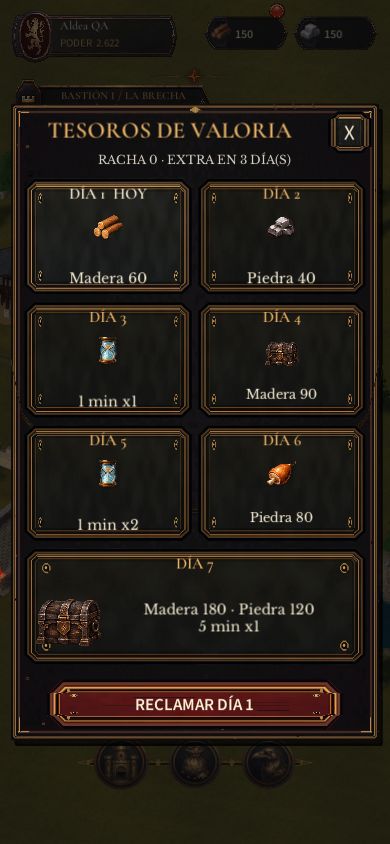 Aldea QA
PODER 2.622
150
150
BASTIÓN I / LA BRECHA
TESOROS DE VALORIA
X
RACHA 0 · EXTRA EN 3 DÍA(S)
DÍA 1 HOY
Madera 60
DÍA 2
Piedra 40
DÍA 3
1 min x1
DÍA 4
Madera 90
DÍA 5
1 min x2
DÍA 6
Piedra 80
DÍA 7
Madera 180 · Piedra 120
5 min x1
RECLAMAR DÍA 1